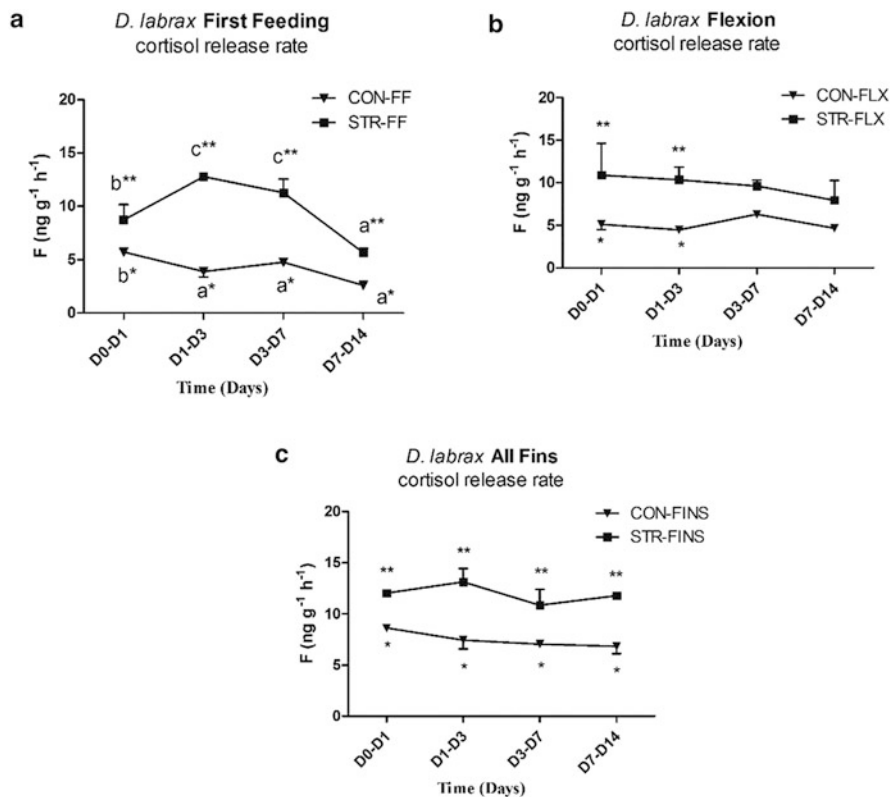 a
D. labrax First Feeding
cortisol release rate
CON-FF
STR-FF
F (ng g⁻¹ h⁻¹)
20
15
10
5
0
b**
c**
c**
a**
b*
a*
a*
a*
D0-D1
D1-D3
D3-D7
D7-D14
Time (Days)
b
D. labrax Flexion
cortisol release rate
CON-FLX
STR-FLX
F (ng g⁻¹ h⁻¹)
20
15
10
5
0
**
**
*
*
D0-D1
D1-D3
D3-D7
D7-D14
Time (Days)
c
D. labrax All Fins
cortisol release rate
CON-FINS
STR-FINS
F (ng g⁻¹ h⁻¹)
20
15
10
5
0
**
**
**
**
*
*
*
*
D0-D1
D1-D3
D3-D7
D7-D14
Time (Days)